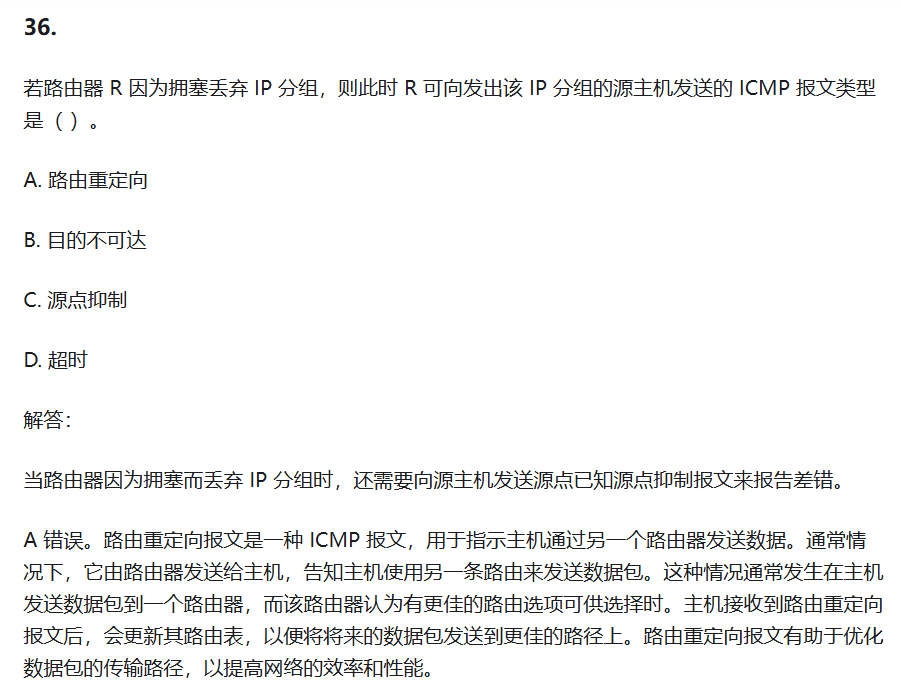 36.
若路由器 R 因为拥塞丢弃 IP 分组，则此时 R 可向发出该 IP 分组的源主机发送的 ICMP 报文类型
是（ ）。
A. 路由重定向
B. 目的不可达
C. 源点抑制
D. 超时
解答：
当路由器因为拥塞而丢弃 IP 分组时，还需要向源主机发送源点已知源点抑制报文来报告差错。
A 错误。路由重定向报文是一种 ICMP 报文，用于指示主机通过另一个路由器发送数据。通常情
况下，它由路由器发送给主机，告知主机使用另一条路由来发送数据包。这种情况通常发生在主机
发送数据包到一个路由器，而该路由器认为有更佳的路由选项可供选择时。主机接收到路由重定向
报文后，会更新其路由表，以便将将来的数据包发送到更佳的路径上。路由重定向报文有助于优化
数据包的传输路径，以提高网络的效率和性能。